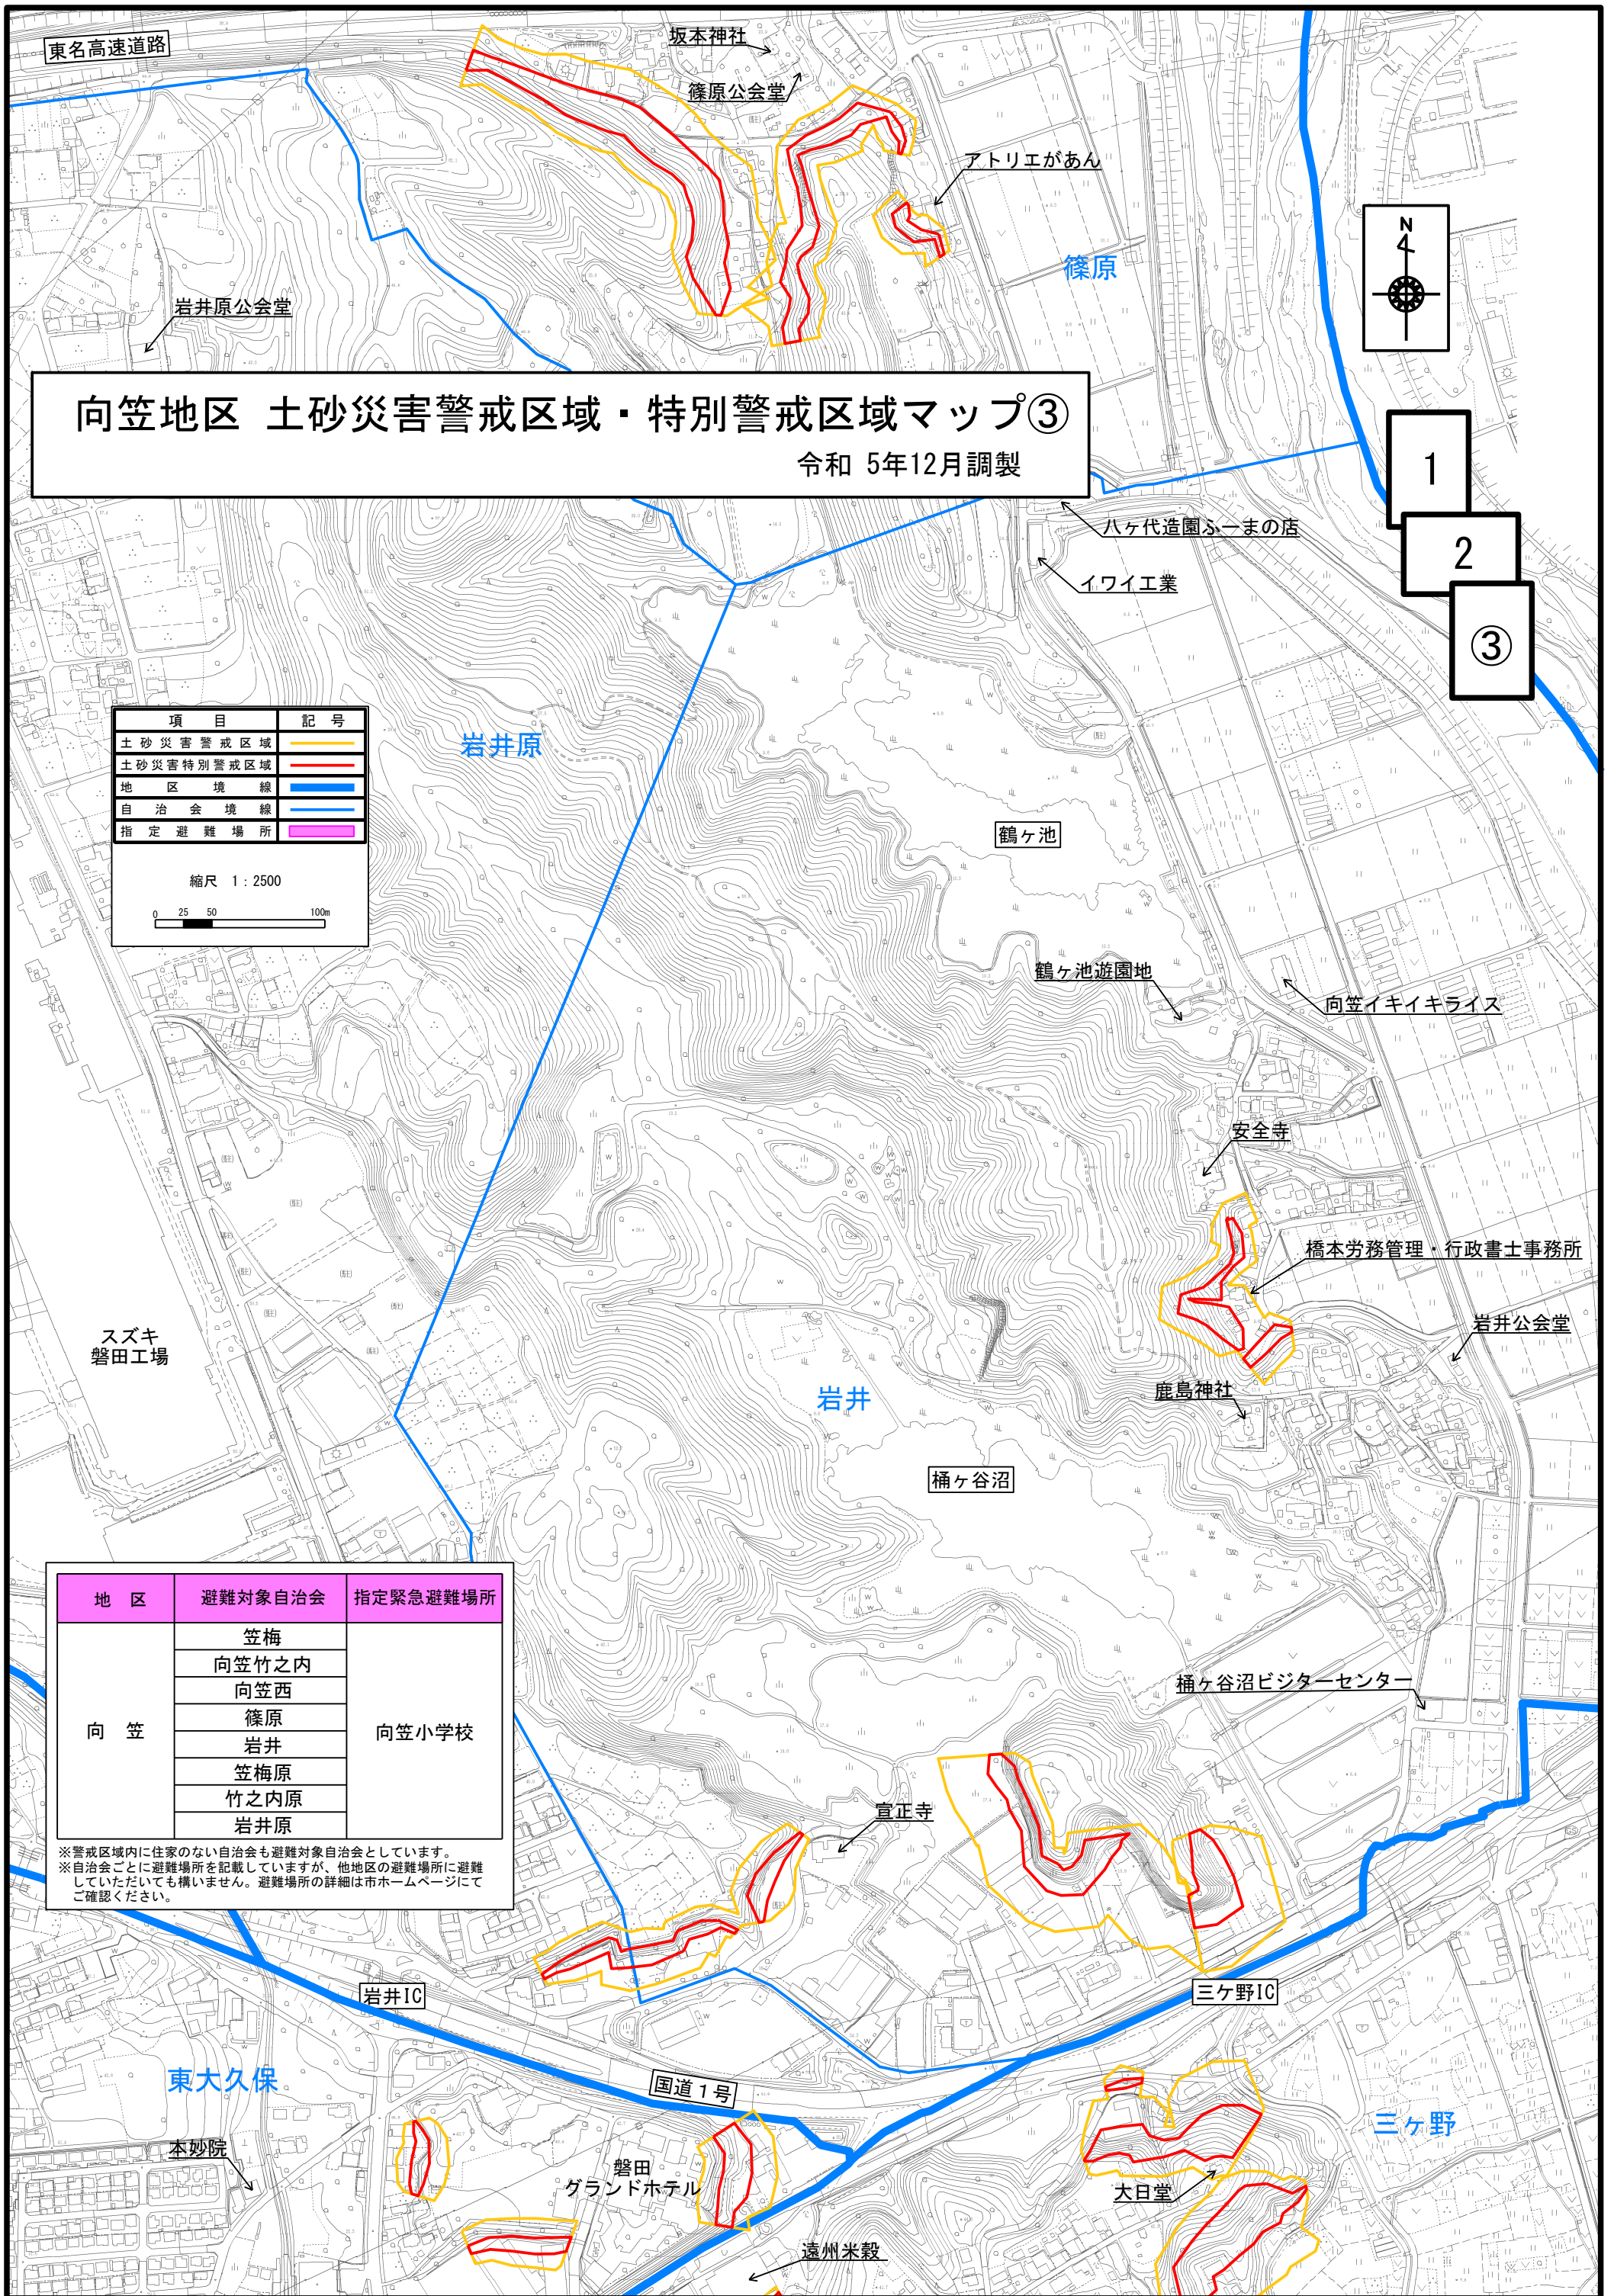 東名高速道路
坂本神社
篠原公会堂
アトリエがあん
篠原
N
岩井原公会堂
向笠地区 土砂災害警戒区域・特別警戒区域マップ③
令和 5年12月調製
1
2
③
八ヶ代造園ふーまの店
イワイ工業
項 目 記 号
土砂災害警戒区域
土砂災害特別警戒区域
地区境線
自治会境線
指定避難場所
縮尺 1:2500
0 25 50 100m
岩井原
鶴ヶ池
鶴ヶ池遊園地
向笠イキイキライス
安全寺
橋本労務管理・行政書士事務所
岩井公会堂
スズキ
磐田工場
鹿島神社
岩井
桶ヶ谷沼
地 区 避難対象自治会 指定緊急避難場所
笠梅
向笠竹之内
向笠西
篠原
向 笠 岩井 向笠小学校
笠梅原
竹之内原
岩井原
※警戒区域内に住家のない自治会も避難対象自治会としています。
※自治会ごとに避難場所を記載していますが、他地区の避難場所に避難
していただいても構いません。避難場所の詳細は市ホームページにて
ご確認ください。
桶ヶ谷沼ビジターセンター
宣正寺
岩井IC
三ケ野IC
東大久保
国道1号
三ヶ野
本妙院
磐田
グランドホテル
大日堂
遠州米穀